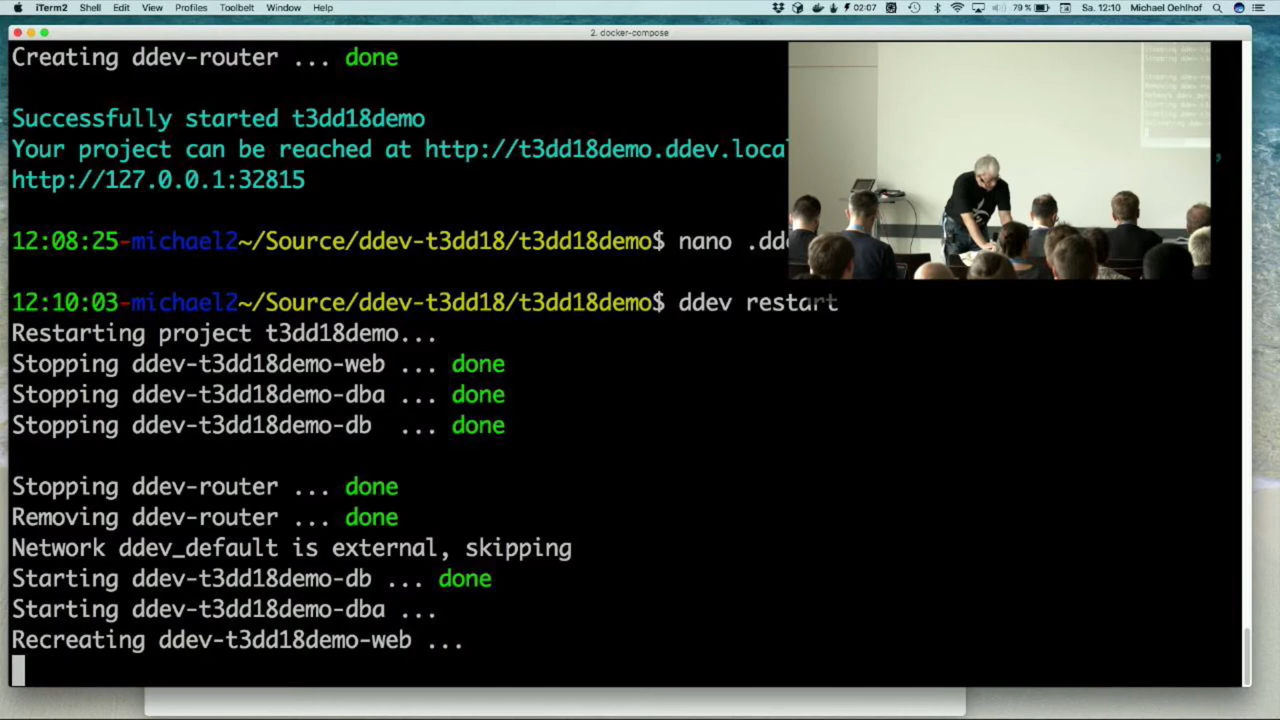 iTerm2 Shell Edit View Profiles Toolbelt Window Help 02:07 79 % Sa. 12:10 Michael Oehlhof
2. docker-compose
Creating ddev-router ... done
Successfully started t3dd18demo
Your project can be reached at http://t3dd18demo.ddev.loca
,
http://127.0.0.1:32815
12:08:25-michael2~/Source/ddev-t3dd18/t3dd18demo$ nano .dd
12:10:03-michael2~/Source/ddev-t3dd18/t3dd18demo$ ddev restart
Restarting project t3dd18demo...
Stopping ddev-t3dd18demo-web ... done
Stopping ddev-t3dd18demo-dba ... done
Stopping ddev-t3dd18demo-db ... done
Stopping ddev-router ... done
Removing ddev-router ... done
Network ddev_default is external, skipping
Starting ddev-t3dd18demo-db ... done
Starting ddev-t3dd18demo-dba ...
Recreating ddev-t3dd18demo-web ...